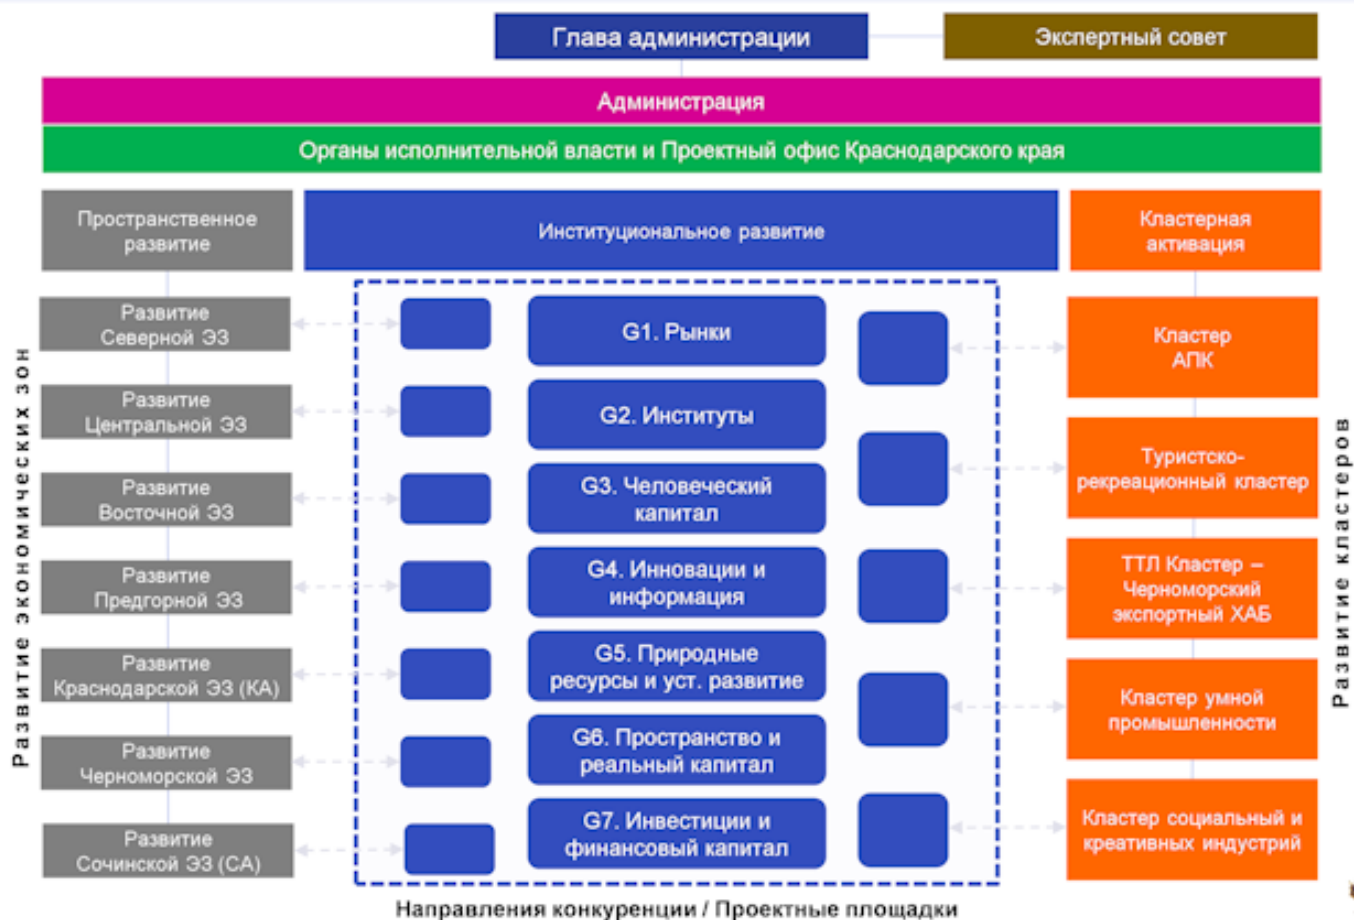 Глава администрации
Экспертный совет
Администрация
Органы исполнительной власти и Проектный офис Краснодарского края
Пространственное
развитие
Институциональное развитие
Кластерная
активация
Развитие экономических зон
Развитие
Северной ЭЗ
Развитие
Центральной ЭЗ
Развитие
Восточной ЭЗ
Развитие
Предгорной ЭЗ
Развитие
Краснодарской ЭЗ (КА)
Развитие
Черноморской ЭЗ
Развитие
Сочинской ЭЗ (СА)
G1. Рынки
G2. Институты
G3. Человеческий
капитал
G4. Инновации и
информация
G5. Природные
ресурсы и уст. развитие
G6. Пространство и
реальный капитал
G7. Инвестиции и
финансовый капитал
Кластер
АПК
Туристско-
рекреационный кластер
ТТЛ Кластер –
Черноморский
экспортный ХАБ
Кластер умной
промышленности
Кластер социальный и
креативных индустрий
Развитие кластеров
Направления конкуренции / Проектные площадки